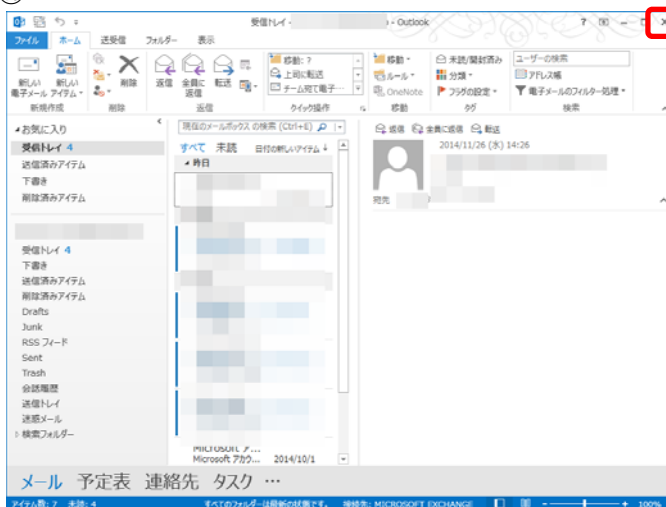 受信トレイ - - Outlook
ファイル ホーム 送受信 フォルダー 表示
新しい 電子メール
新しい アイテム
新規作成
削除
削除
返信
全員に 返信
転送
返信
移動: ?
上司に転送
チーム宛て電子…
クイック操作
移動
ルール
OneNote
移動
未読/開封済み
分類
フラグの設定
タグ
ユーザーの検索
アドレス帳
電子メールのフィルター処理
検索
お気に入り
受信トレイ 4
送信済みアイテム
下書き
削除済みアイテム
受信トレイ 4
下書き
送信済みアイテム
削除済みアイテム
Drafts
Junk
RSS フィード
Sent
Trash
会話履歴
送信トレイ
迷惑メール
検索フォルダー
現在のメールボックス の検索 (Ctrl+E)
すべて 未読 日付の新しいアイテム ↓
昨日
Microsoft アカウ... 2014/10/1
返信 全員に返信 転送
2014/11/26 (水) 14:26
宛先
メール 予定表 連絡先 タスク …
アイテム数: 7 未読: 4 すべてのフォルダーは最新の状態です。 接続先: MICROSOFT EXCHANGE 100%